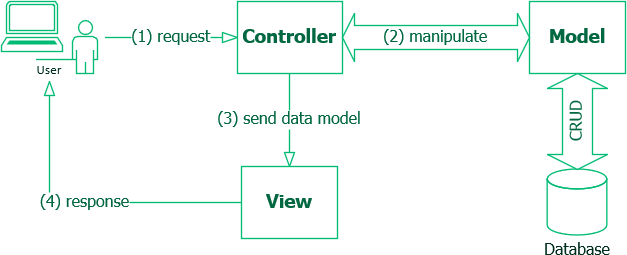 (1) request
Controller
(2) manipulate
Model
User
(3) send data model
CRUD
(4) response
View
Database